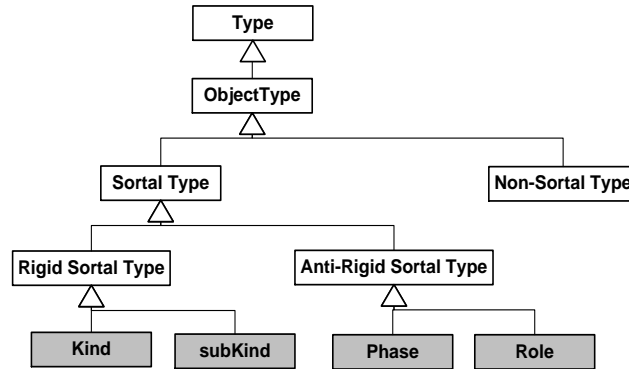 Type
ObjectType
Sortal Type
Non-Sortal Type
Rigid Sortal Type
Anti-Rigid Sortal Type
Kind
subKind
Phase
Role